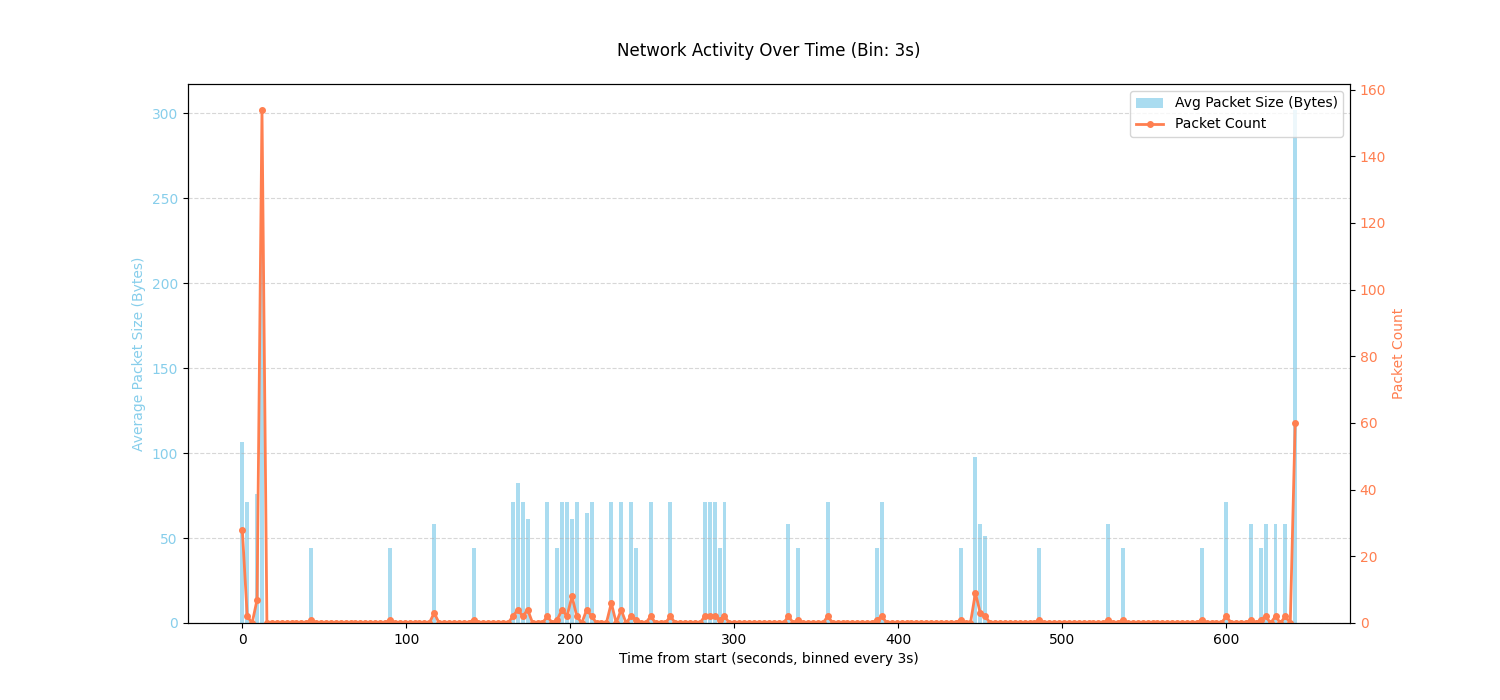 Network Activity Over Time (Bin: 3s)
Avg Packet Size (Bytes)
Packet Count
Average Packet Size (Bytes)
300
250
200
150
100
50
0
160
140
120
100
80
60
40
20
0
Packet Count
0 100 200 300 400 500 600
Time from start (seconds, binned every 3s)